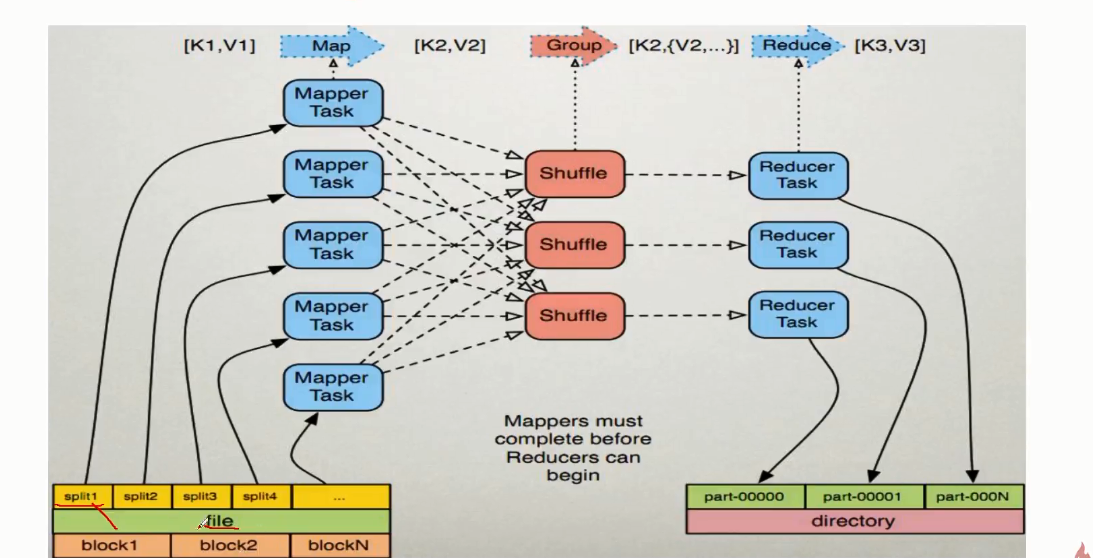 [K1,V1] Map [K2,V2] Group [K2,{V2,...}] Reduce [K3,V3]
Mapper
Task
Mapper
Task
Mapper
Task
Mapper
Task
Mapper
Task
Shuffle
Shuffle
Shuffle
Reducer
Task
Reducer
Task
Reducer
Task
Mappers must
complete before
Reducers can
begin
split1 split2 split3 split4 ...
file
block1 block2 blockN
part-00000 part-00001 part-000N
directory